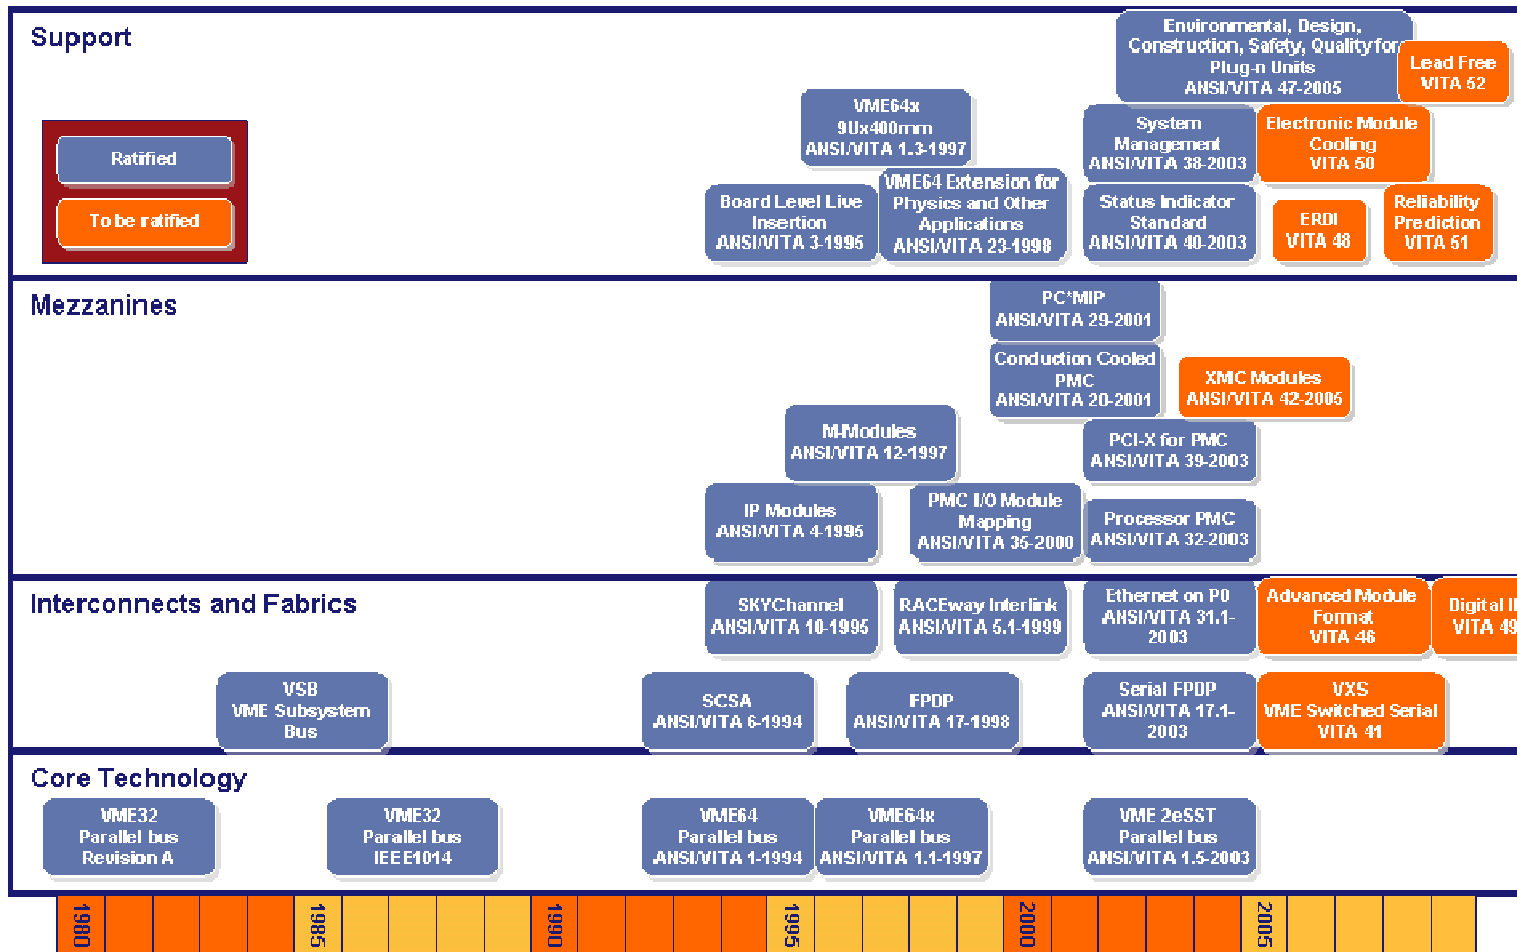 Support
Ratified
To be ratified
Environmental, Design,
Construction, Safety, Quality for
Plug-n Units
ANSI/VITA 47-2005
Lead Free
VITA 52
VME64x
9Ux400mm
ANSI/VITA 1.3-1997
System
Management
ANSI/VITA 38-2003
Electronic Module
Cooling
VITA 50
Board Level Live
Insertion
ANSI/VITA 3-1995
VME64 Extension for
Physics and Other
Applications
ANSI/VITA 23-1998
Status Indicator
Standard
ANSI/VITA 40-2003
ERDI
VITA 48
Reliability
Prediction
VITA 51
Mezzanines
PC*MIP
ANSI/VITA 29-2001
Conduction Cooled
PMC
ANSI/VITA 20-2001
XMC Modules
ANSI/VITA 42-2005
M-Modules
ANSI/VITA 12-1997
PCI-X for PMC
ANSI/VITA 39-2003
IP Modules
ANSI/VITA 4-1995
PMC I/O Module
Mapping
ANSI/VITA 35-2000
Processor PMC
ANSI/VITA 32-2003
Interconnects and Fabrics
SKYChannel
ANSI/VITA 10-1995
RACEway Interlink
ANSI/VITA 5.1-1999
Ethernet on P0
ANSI/VITA 31.1-
2003
Advanced Module
Format
VITA 46
Digital
VITA 49
VSB
VME Subsystem
Bus
SCSA
ANSI/VITA 6-1994
FPDP
ANSI/VITA 17-1998
Serial FPDP
ANSI/VITA 17.1-
2003
VXS
VME Switched Serial
VITA 41
Core Technology
VME32
Parallel bus
Revision A
VME32
Parallel bus
IEEE1014
VME64
Parallel bus
ANSI/VITA 1-1994
VME64x
Parallel bus
ANSI/VITA 1.1-1997
VME 2eSST
Parallel bus
ANSI/VITA 1.5-2003
1980
1985
1990
1995
2000
2005